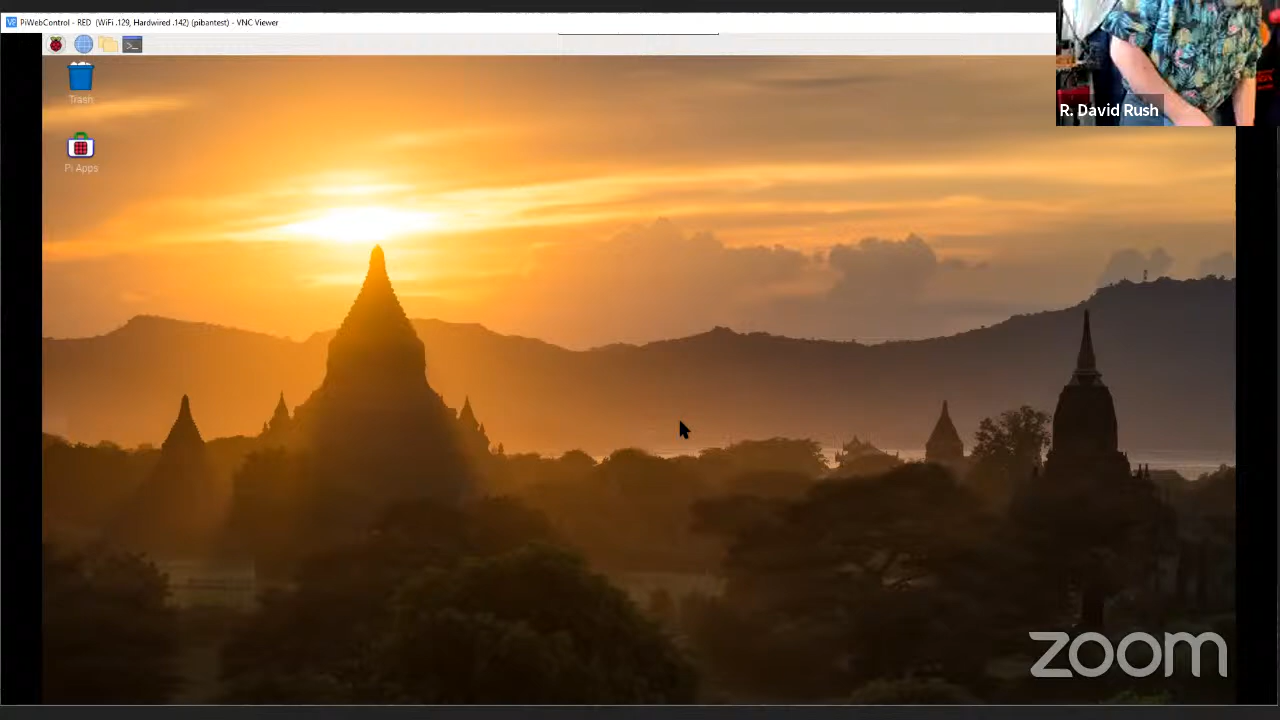 PiWebControl - RED (WiFi .129, Hardwired .142) (pibantest) - VNC Viewer
Trash
Pi Apps
R. David Rush
zoom